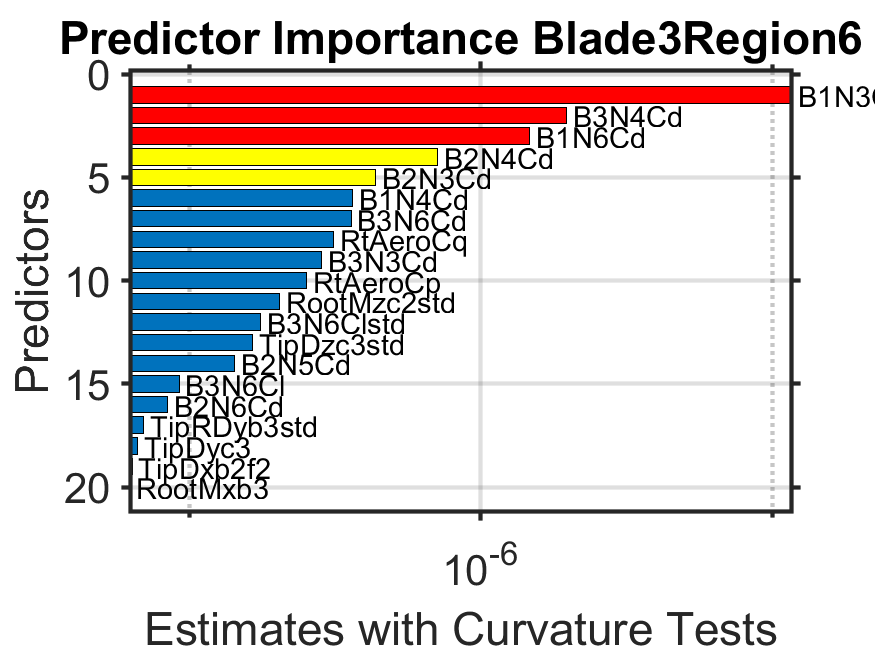 Predictor Importance Blade3Region6
0
B1N3
B3N4Cd
B1N6Cd
B2N4Cd
5
B2N3Cd
B1N4Cd
B3N6Cd
RtAeroCq
B3N3Cd
10
RtAeroCp
RootMzc2std
B3N6Clstd
TipDzc3std
B2N5Cd
15
B3N6Cl
B2N6Cd
TipRDyb3std
TipDyc3
TipDxb2f2
20
RootMxb3
Predictors
10^-6
Estimates with Curvature Tests